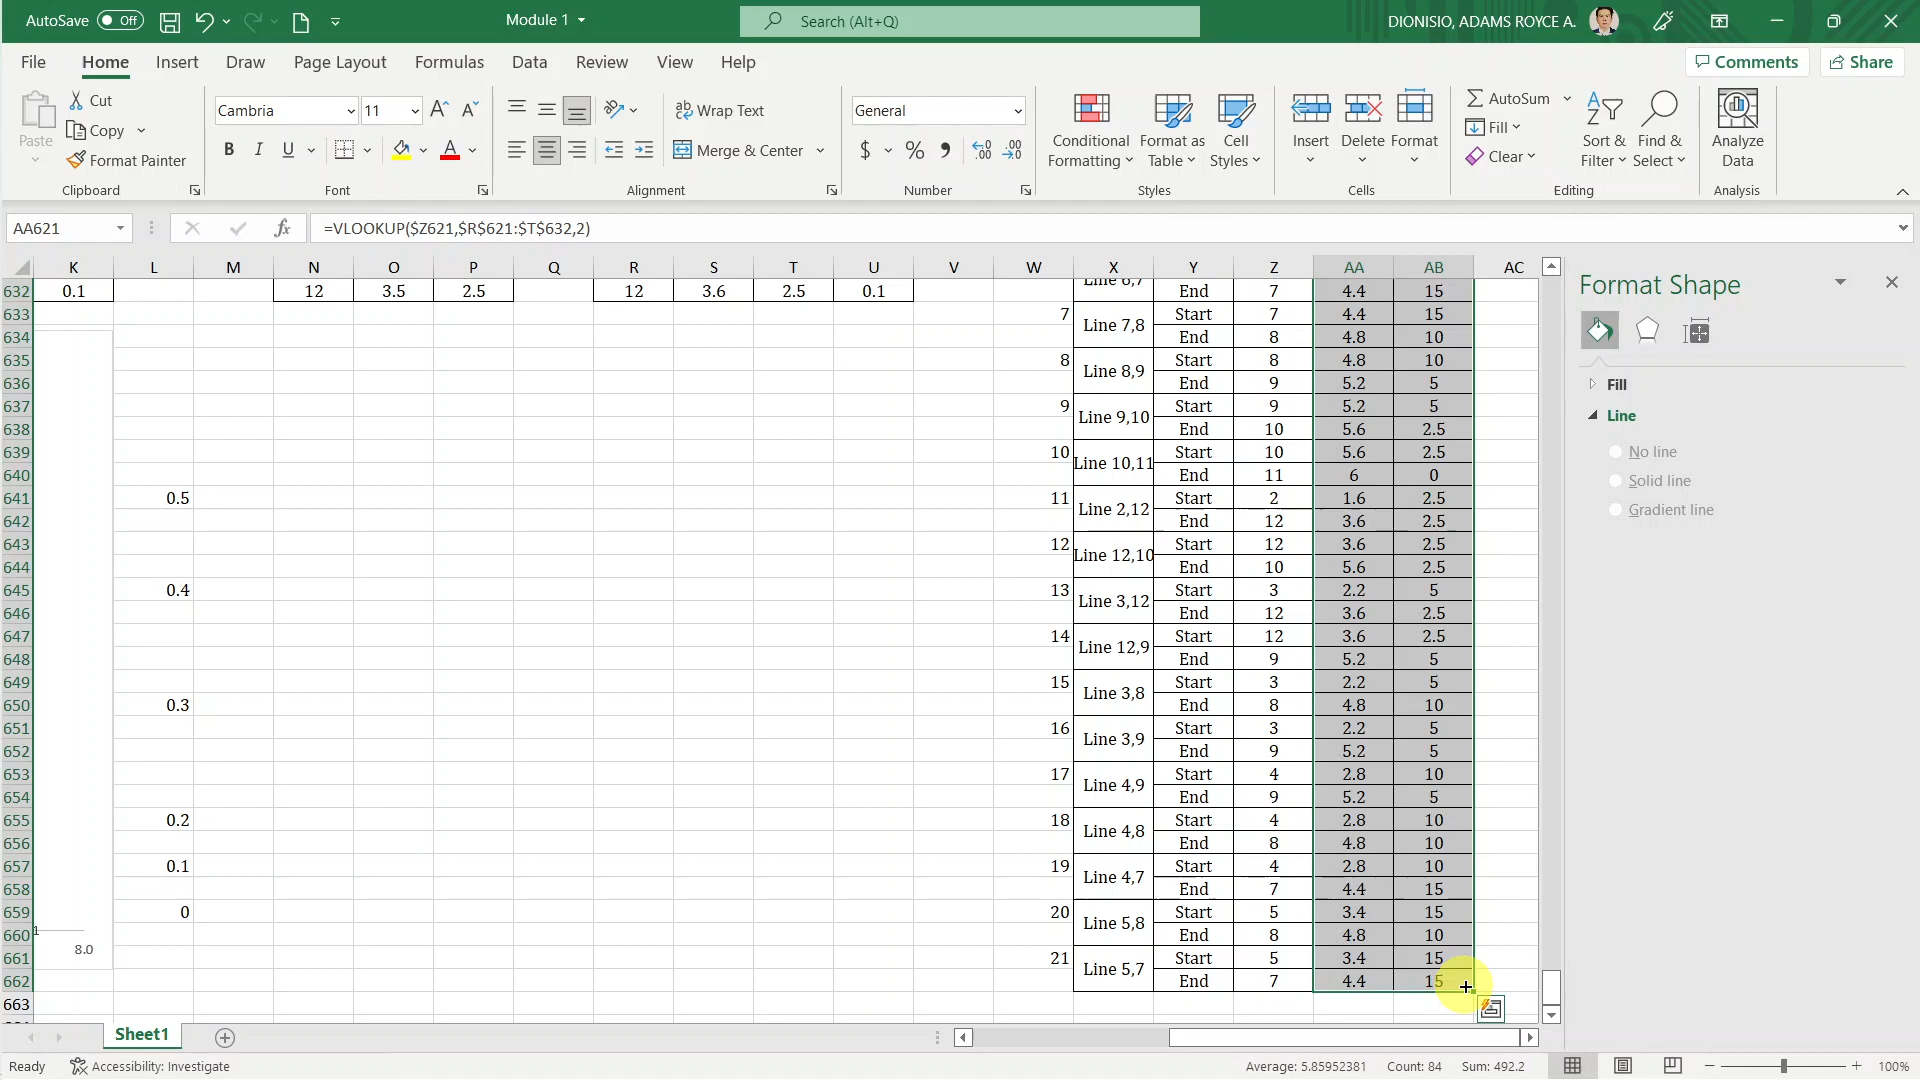 AutoSave Off Module 1 Search (Alt+Q) DIONISIO, ADAMS ROYCE A.
File Home Insert Draw Page Layout Formulas Data Review View Help Comments Share
Paste Cut Copy Format Painter Clipboard
Cambria 11 B I U A Font
Wrap Text Merge & Center Alignment
General $ % Number
Conditional Formatting Format as Table Cell Styles Styles
Insert Delete Format Cells
AutoSum Fill Clear Sort & Filter Find & Select Editing
Analyze Data Analysis
AA621 fx =VLOOKUP($Z621,$R$621:$T$632,2)
K L M N O P Q R S T U V W X Y Z AA AB AC
632 0.1 12 3.5 2.5 12 3.6 2.5 0.1 Line 6,7 End 7 4.4 15
633 7 Line 7,8 Start 7 4.4 15
634 End 8 4.8 10
635 8 Line 8,9 Start 8 4.8 10
636 End 9 5.2 5
637 9 Line 9,10 Start 9 5.2 5
638 End 10 5.6 2.5
639 10 Line 10,11 Start 10 5.6 2.5
640 End 11 6 0
641 0.5 11 Line 2,12 Start 2 1.6 2.5
642 End 12 3.6 2.5
643 12 Line 12,10 Start 12 3.6 2.5
644 End 10 5.6 2.5
645 0.4 13 Line 3,12 Start 3 2.2 5
646 End 12 3.6 2.5
647 14 Line 12,9 Start 12 3.6 2.5
648 End 9 5.2 5
649 15 Line 3,8 Start 3 2.2 5
650 0.3 End 8 4.8 10
651 16 Line 3,9 Start 3 2.2 5
652 End 9 5.2 5
653 17 Line 4,9 Start 4 2.8 10
654 End 9 5.2 5
655 0.2 18 Line 4,8 Start 4 2.8 10
656 End 8 4.8 10
657 0.1 19 Line 4,7 Start 4 2.8 10
658 End 7 4.4 15
659 0 20 Line 5,8 Start 5 3.4 15
660 1 End 8 4.8 10
661 8.0 21 Line 5,7 Start 5 3.4 15
662 End 7 4.4 15
663
Format Shape
Fill
Line
No line
Solid line
Gradient line
Sheet1
Ready Accessibility: Investigate Average: 5.85952381 Count: 84 Sum: 492.2 100%